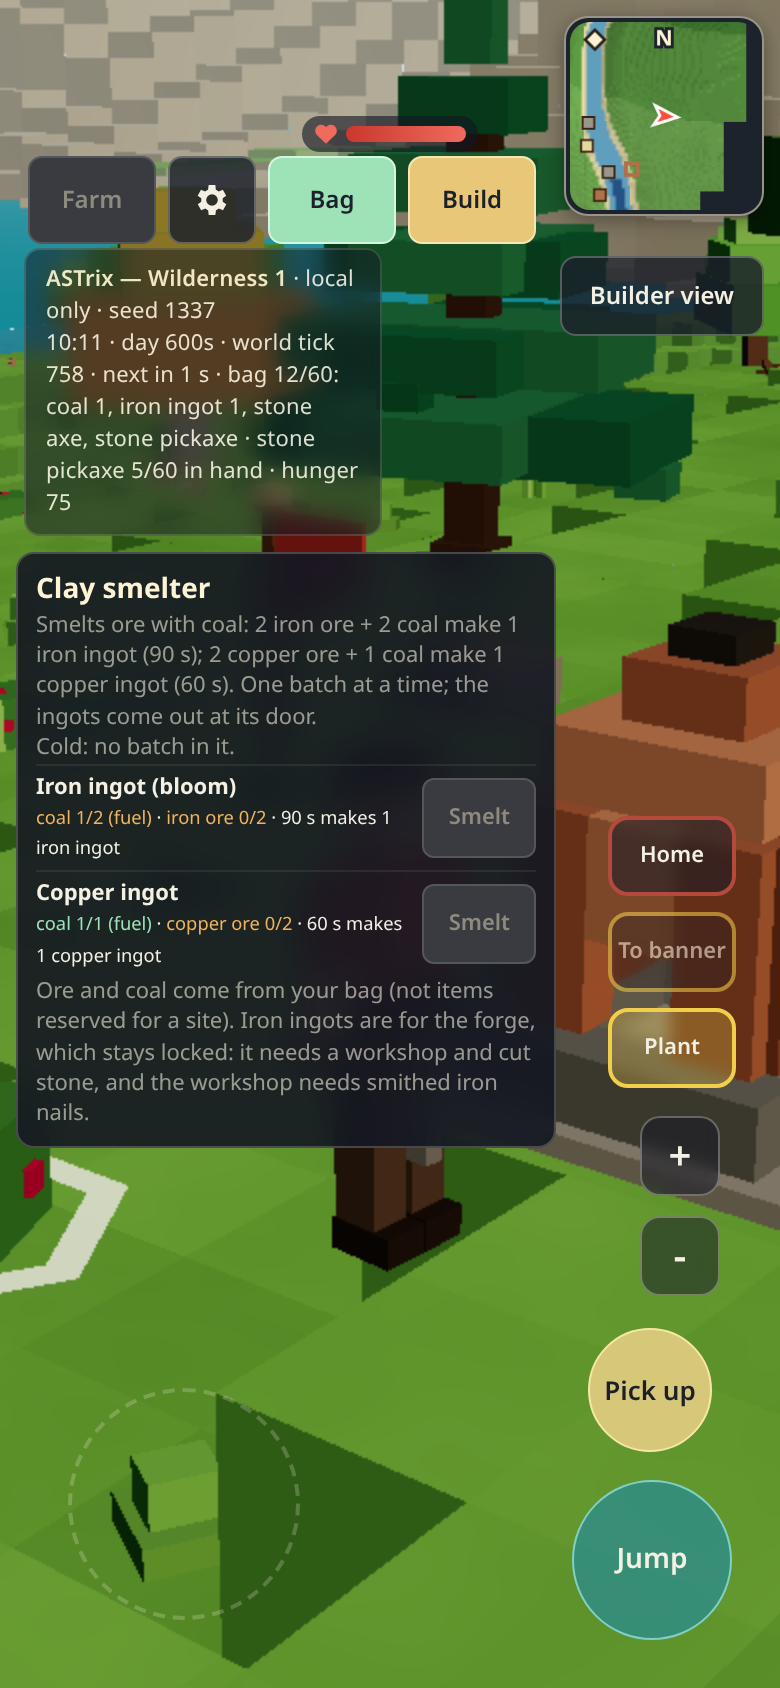 N
Farm
Bag
Build
ASTrix — Wilderness 1 · local
only · seed 1337
10:11 · day 600s · world tick
758 · next in 1 s · bag 12/60:
coal 1, iron ingot 1, stone
axe, stone pickaxe · stone
pickaxe 5/60 in hand · hunger
75
Builder view
Clay smelter
Smelts ore with coal: 2 iron ore + 2 coal make 1
iron ingot (90 s); 2 copper ore + 1 coal make 1
copper ingot (60 s). One batch at a time; the
ingots come out at its door.
Cold: no batch in it.
Iron ingot (bloom)
coal 1/2 (fuel) · iron ore 0/2 · 90 s makes 1
iron ingot
Smelt
Copper ingot
coal 1/1 (fuel) · copper ore 0/2 · 60 s makes
1 copper ingot
Smelt
Ore and coal come from your bag (not items
reserved for a site). Iron ingots are for the forge,
which stays locked: it needs a workshop and cut
stone, and the workshop needs smithed iron
nails.
Home
To banner
Plant
+
-
Pick up
Jump